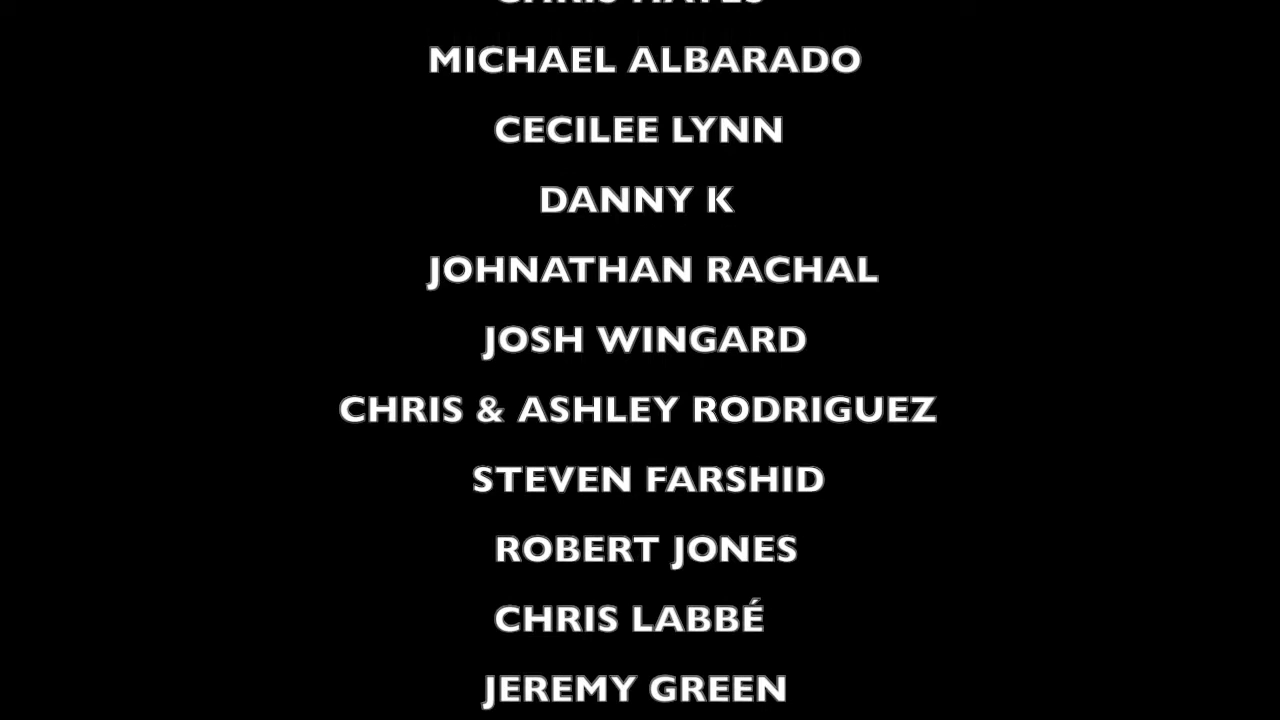 MICHAEL ALBARADO
CECILEE LYNN
DANNY K
JOHNATHAN RACHAL
JOSH WINGARD
CHRIS & ASHLEY RODRIGUEZ
STEVEN FARSHID
ROBERT JONES
CHRIS LABBÉ
JEREMY GREEN